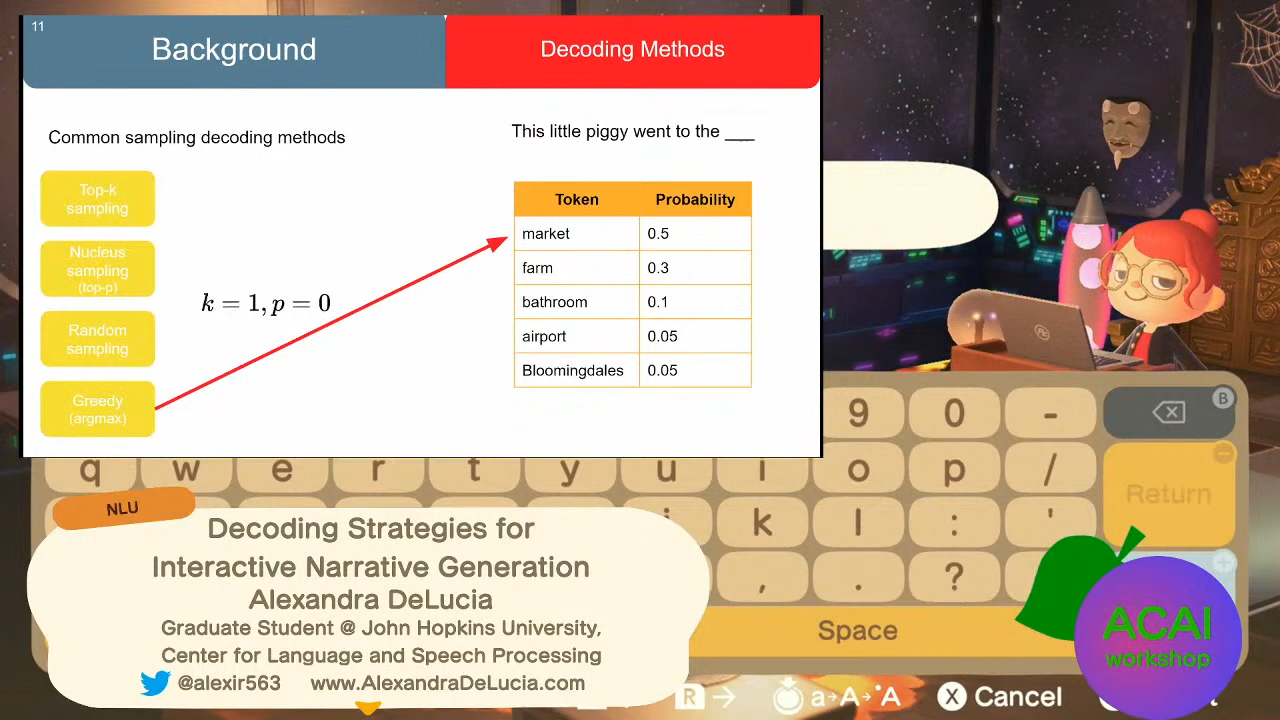 11
Background
Decoding Methods
Common sampling decoding methods
This little piggy went to the ___
Top-k
sampling
Nucleus
sampling
(top-p)
Random
sampling
Greedy
(argmax)
k = 1, p = 0
Token Probability
market 0.5
farm 0.3
bathroom 0.1
airport 0.05
Bloomingdales 0.05
9 0 - B
q w e r t y u i o p /
Return
k l : '
, . ?
Space
NLU
Decoding Strategies for
Interactive Narrative Generation
Alexandra DeLucia
Graduate Student @ John Hopkins University,
Center for Language and Speech Processing
@alexir563 www.AlexandraDeLucia.com
ACAI
workshop
R → a→A→*A X Cancel